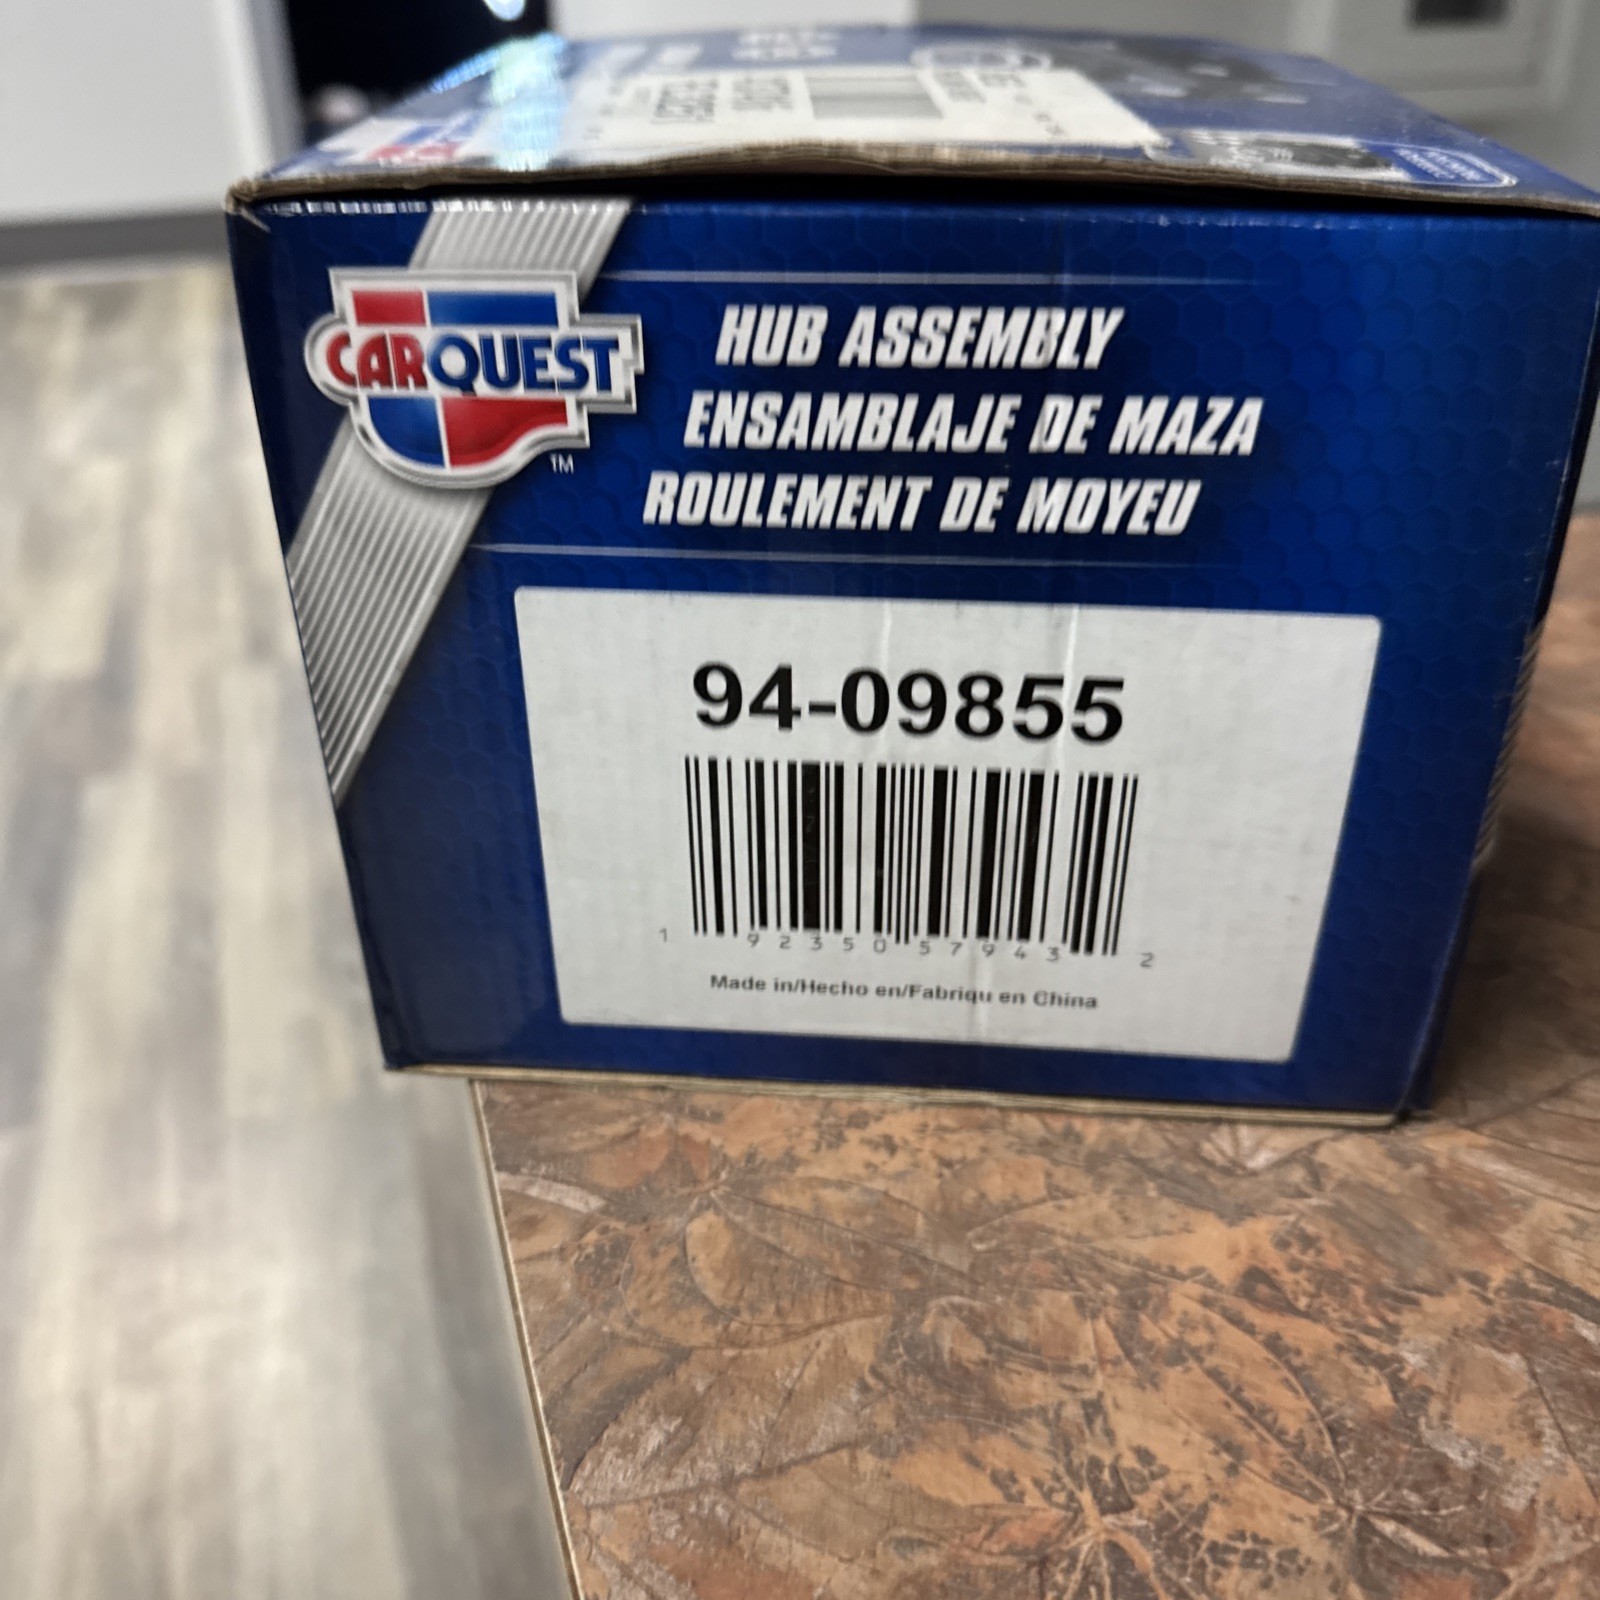 CARQUEST
TM
HUB ASSEMBLY
ENSAMBLAJE DE MAZA
ROULEMENT DE MOYEU
94-09855
1 92350 57943 2
Made in/Hecho en/Fabriqu en China